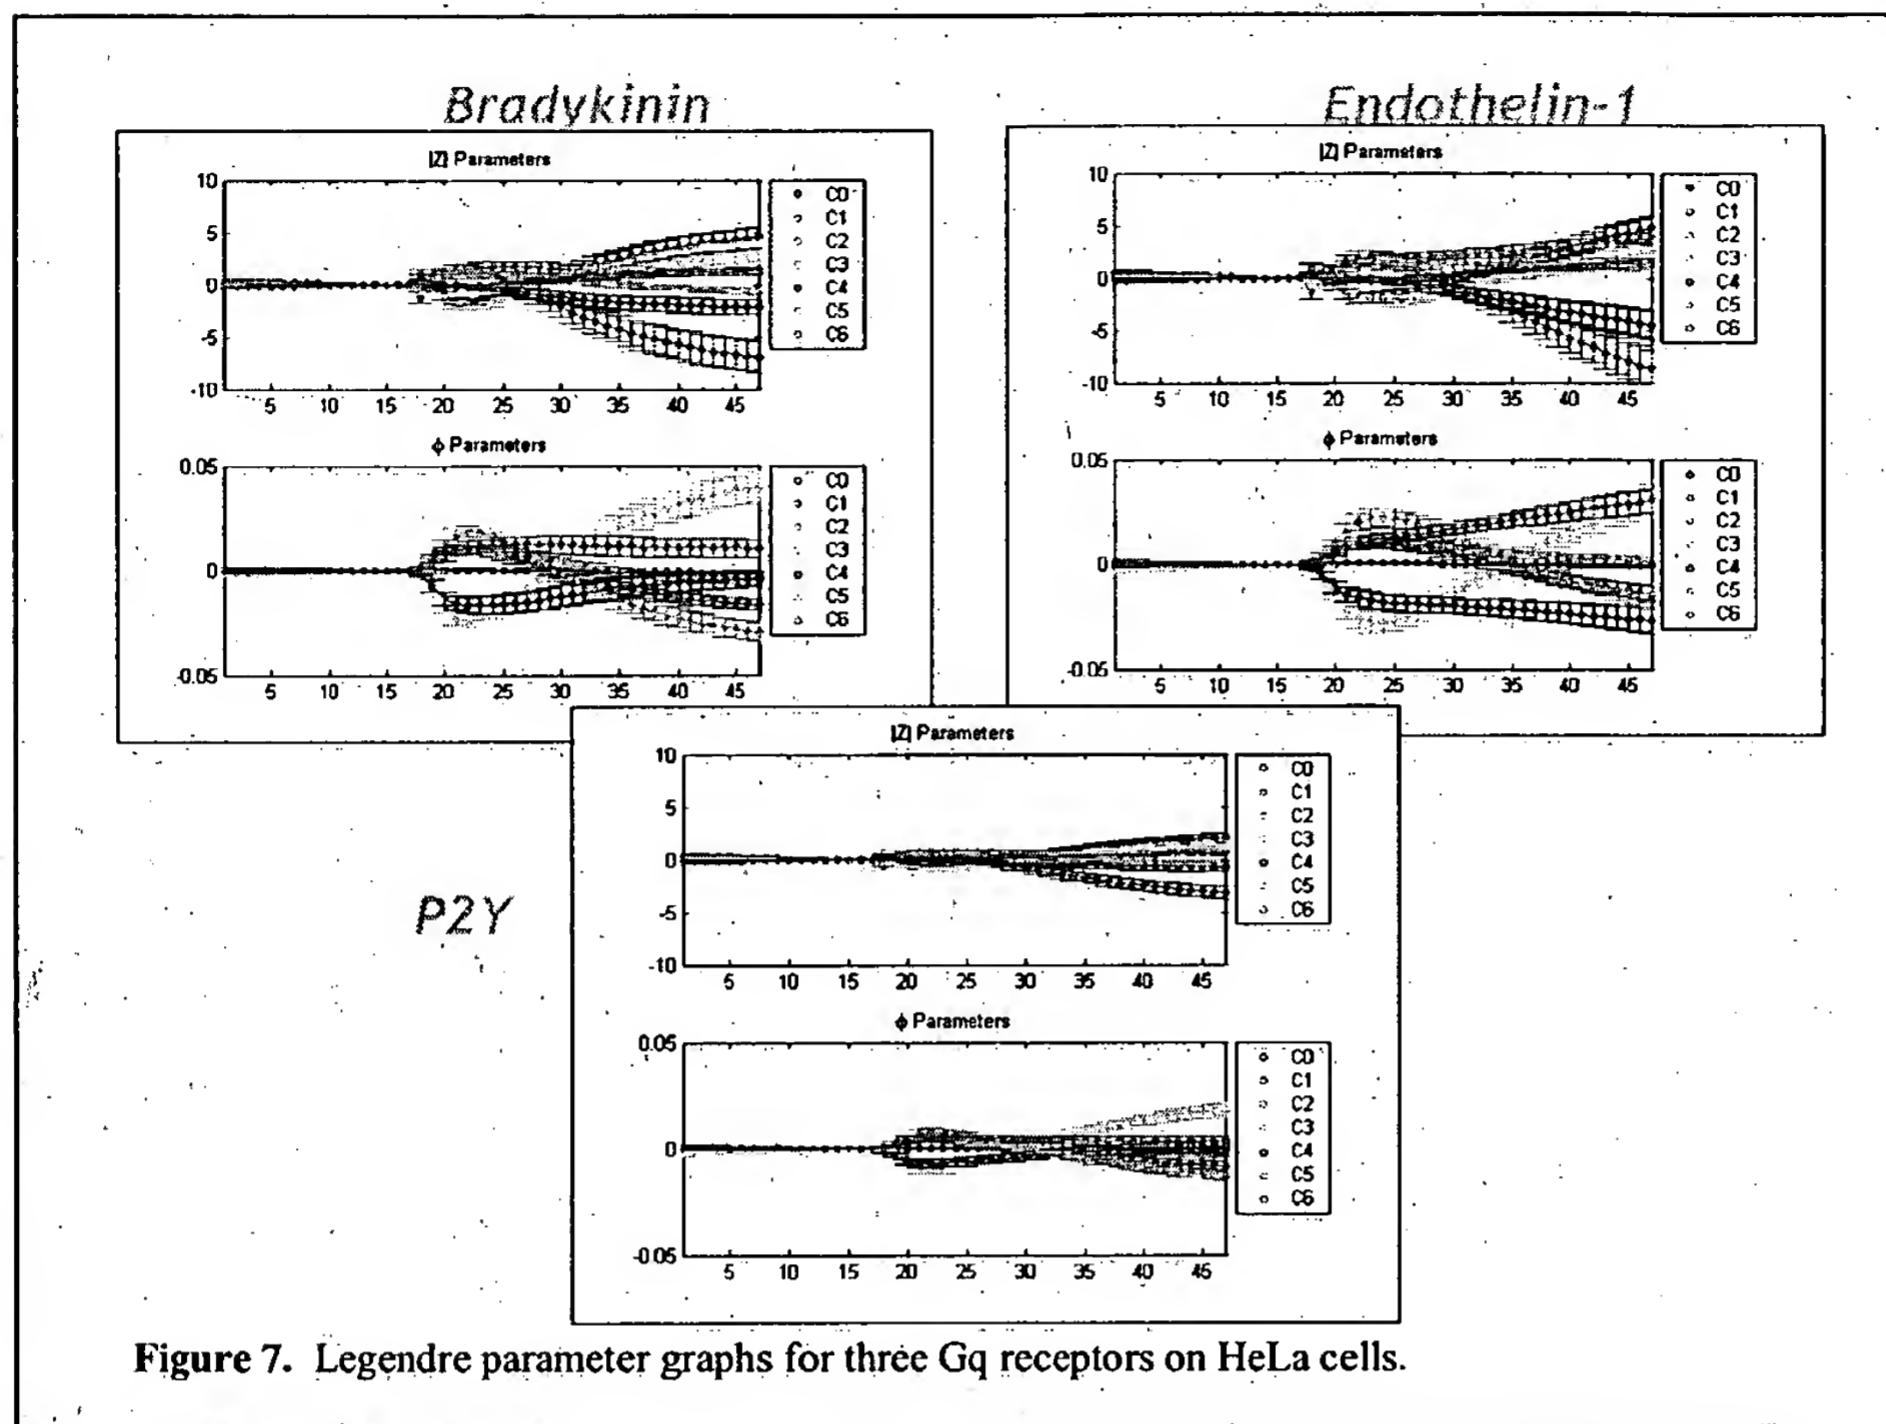 Bradykinin
|Z| Parameters
10
5
0
-5
-10
5 10 15 20 25 30 35 40 45
C0
C1
C2
C3
C4
C5
C6
ϕ Parameters
0.05
0
-0.05
5 10 15 20 25 30 35 40 45
C0
C1
C2
C3
C4
C5
C6
Endothelin-1
|Z| Parameters
10
5
0
-5
-10
5 10 15 20 25 30 35 40 45
C0
C1
C2
C3
C4
C5
C6
ϕ Parameters
0.05
0
-0.05
5 10 15 20 25 30 35 40 45
C0
C1
C2
C3
C4
C5
C6
P2Y
|Z| Parameters
10
5
0
-5
-10
5 10 15 20 25 30 35 40 45
C0
C1
C2
C3
C4
C5
C6
ϕ Parameters
0.05
0
-0.05
5 10 15 20 25 30 35 40 45
C0
C1
C2
C3
C4
C5
C6
Figure 7. Legendre parameter graphs for three Gq receptors on HeLa cells.